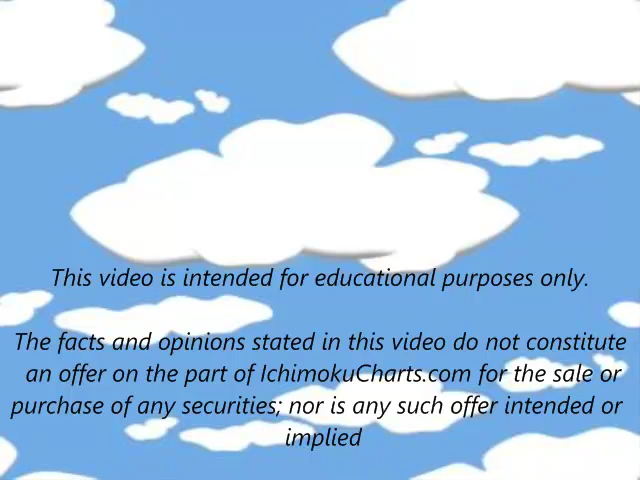 This video is intended for educational purposes only.
The facts and opinions stated in this video do not constitute
an offer on the part of IchimokuCharts.com for the sale or
purchase of any securities; nor is any such offer intended or
implied